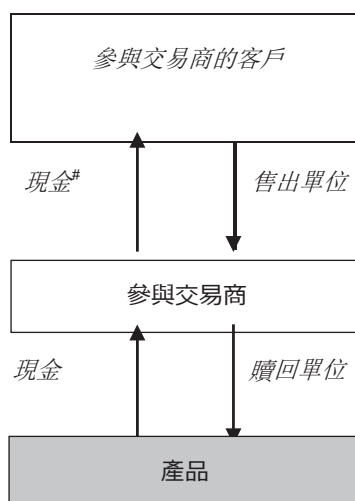 參與交易商的客戶
現金#
售出單位
參與交易商
現金
贖回單位
產品